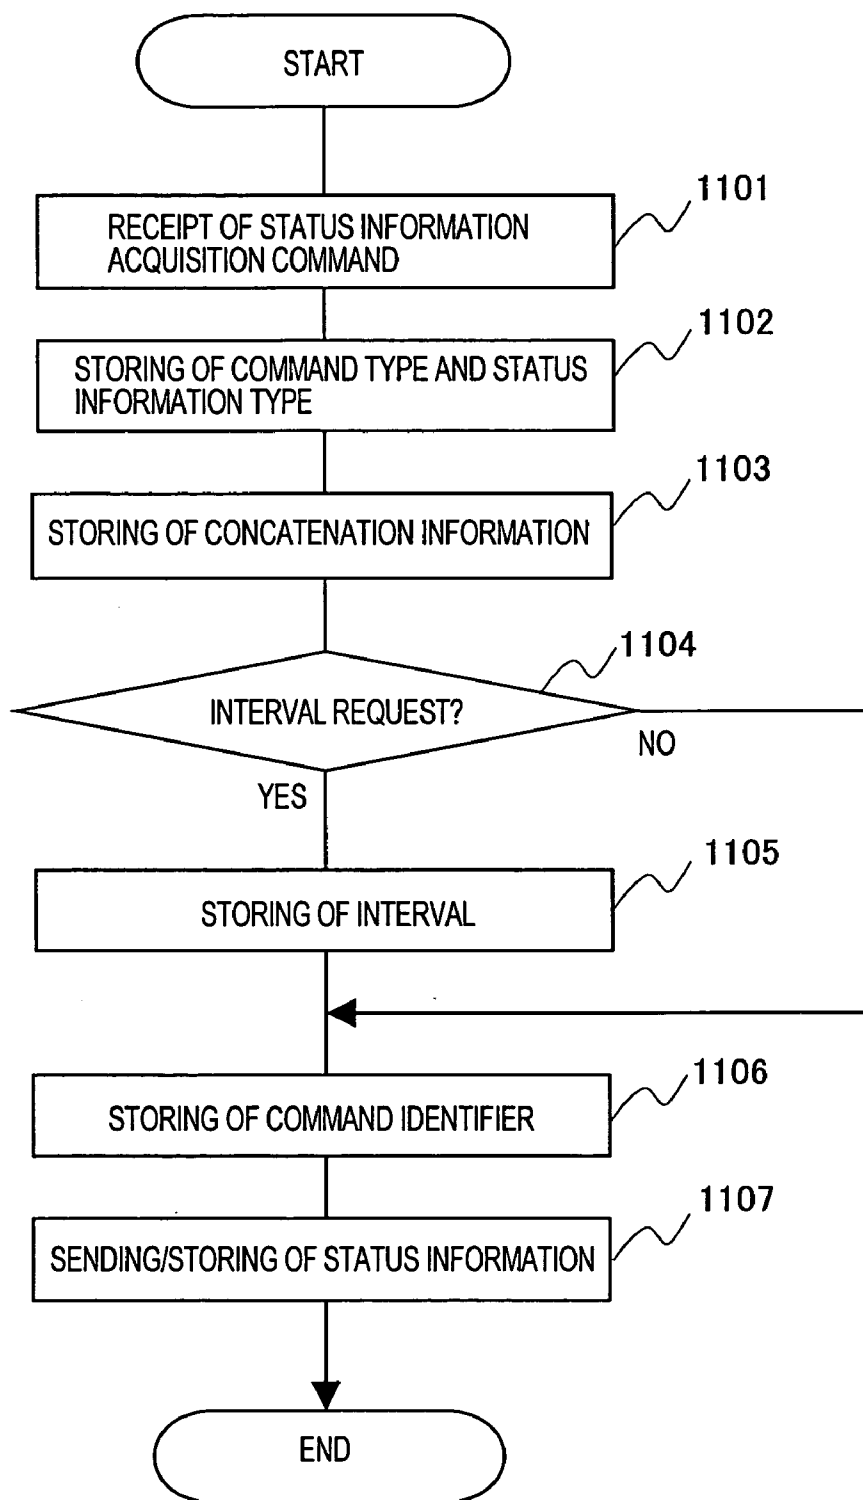 START
1101
RECEIPT OF STATUS INFORMATION
ACQUISITION COMMAND
1102
STORING OF COMMAND TYPE AND STATUS
INFORMATION TYPE
1103
STORING OF CONCATENATION INFORMATION
1104
INTERVAL REQUEST?
NO
YES
1105
STORING OF INTERVAL
1106
STORING OF COMMAND IDENTIFIER
1107
SENDING/STORING OF STATUS INFORMATION
END